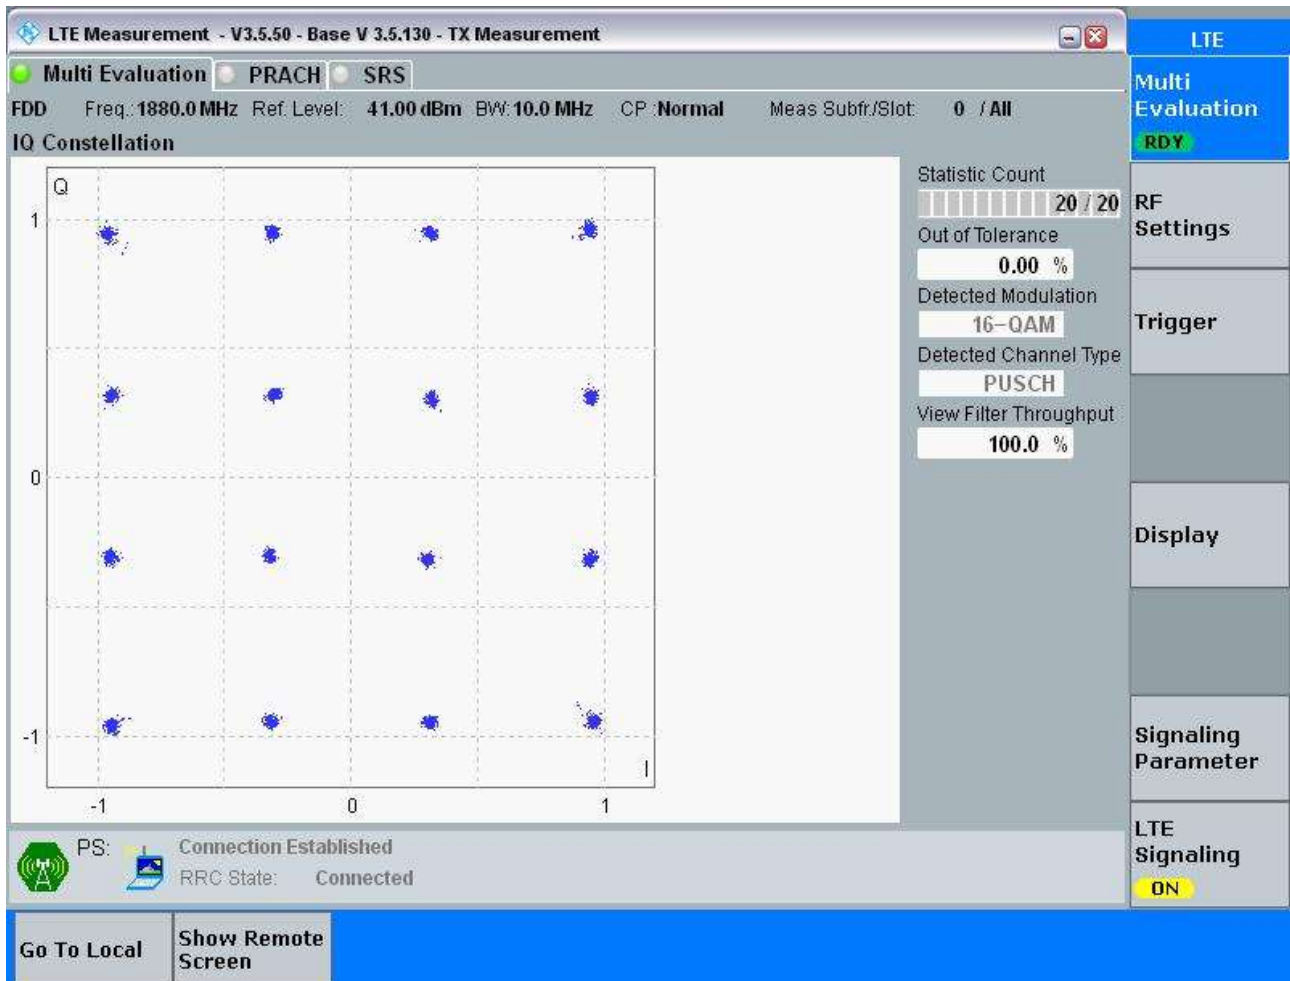 LTE Measurement - V3.5.50 - Base V 3.5.130 - TX Measurement
LTE
Multi Evaluation PRACH SRS
Multi Evaluation
RDY
FDD Freq.: 1880.0 MHz Ref. Level: 41.00 dBm BW: 10.0 MHz CP : Normal Meas Subfr./Slot: 0 / All
IQ Constellation
Q
1
0
-1
I
-1 0 1
Statistic Count
20 / 20
Out of Tolerance
0.00 %
Detected Modulation
16-QAM
Detected Channel Type
PUSCH
View Filter Throughput
100.0 %
RF
Settings
Trigger
Display
Signaling
Parameter
LTE
Signaling
ON
PS: Connection Established
RRC State: Connected
Go To Local
Show Remote
Screen